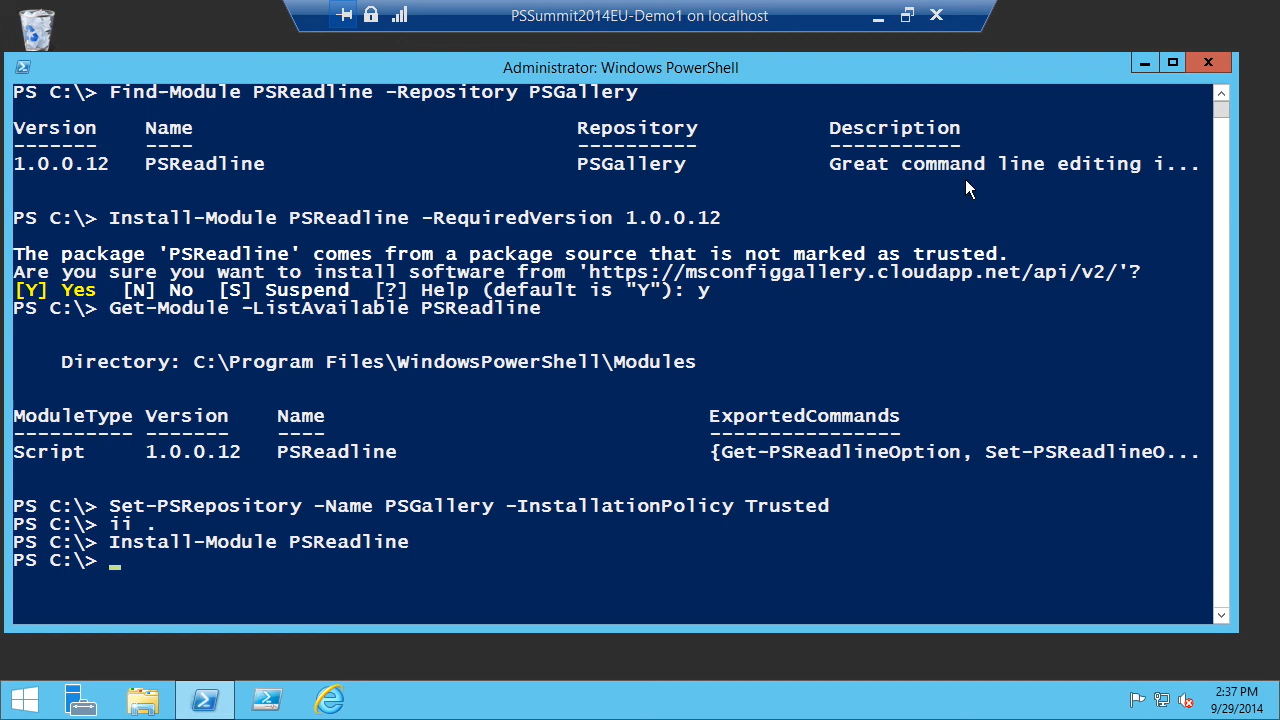 PSSummit2014EU-Demo1 on localhost
Administrator: Windows PowerShell
PS C:\> Find-Module PSReadline -Repository PSGallery
Version Name Repository Description
------- ---- ---------- -----------
1.0.0.12 PSReadline PSGallery Great command line editing i...
PS C:\> Install-Module PSReadline -RequiredVersion 1.0.0.12
The package 'PSReadline' comes from a package source that is not marked as trusted.
Are you sure you want to install software from 'https://msconfiggallery.cloudapp.net/api/v2/'?
[Y] Yes [N] No [S] Suspend [?] Help (default is "Y"): y
PS C:\> Get-Module -ListAvailable PSReadline
Directory: C:\Program Files\WindowsPowerShell\Modules
ModuleType Version Name ExportedCommands
---------- ------- ---- ----------------
Script 1.0.0.12 PSReadline {Get-PSReadlineOption, Set-PSReadlineO...
PS C:\> Set-PSRepository -Name PSGallery -InstallationPolicy Trusted
PS C:\> ii .
PS C:\> Install-Module PSReadline
PS C:\>
2:37 PM
9/29/2014